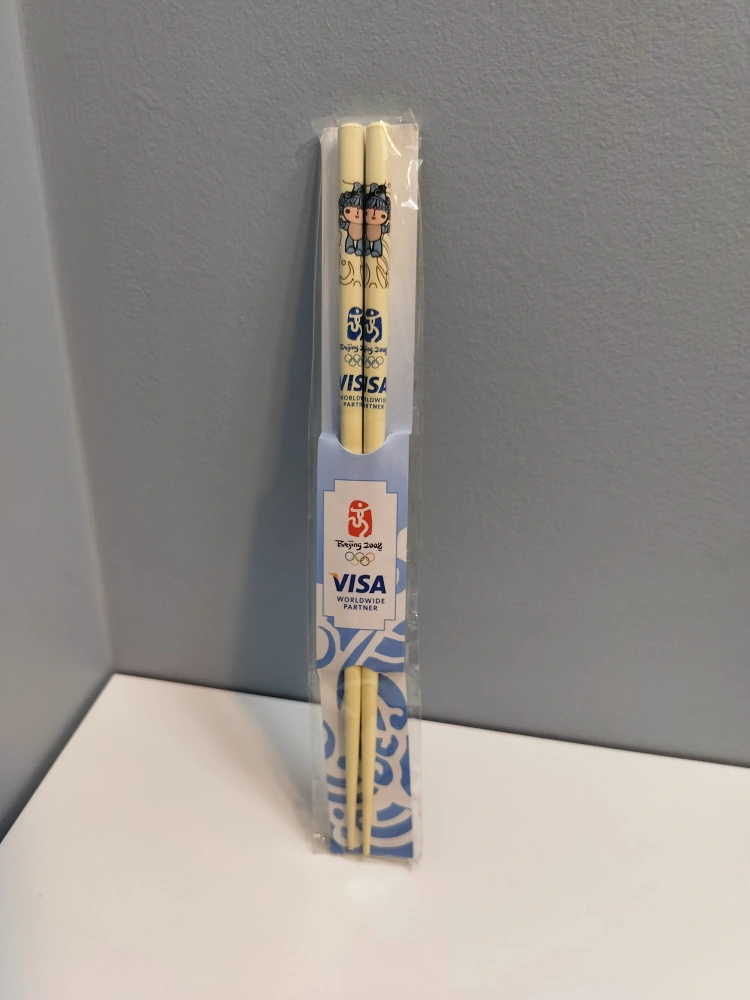 Beijing 2008
VISA
WORLDWIDE
PARTNER
Beijing 2008
VISA
WORLDWIDE
PARTNER